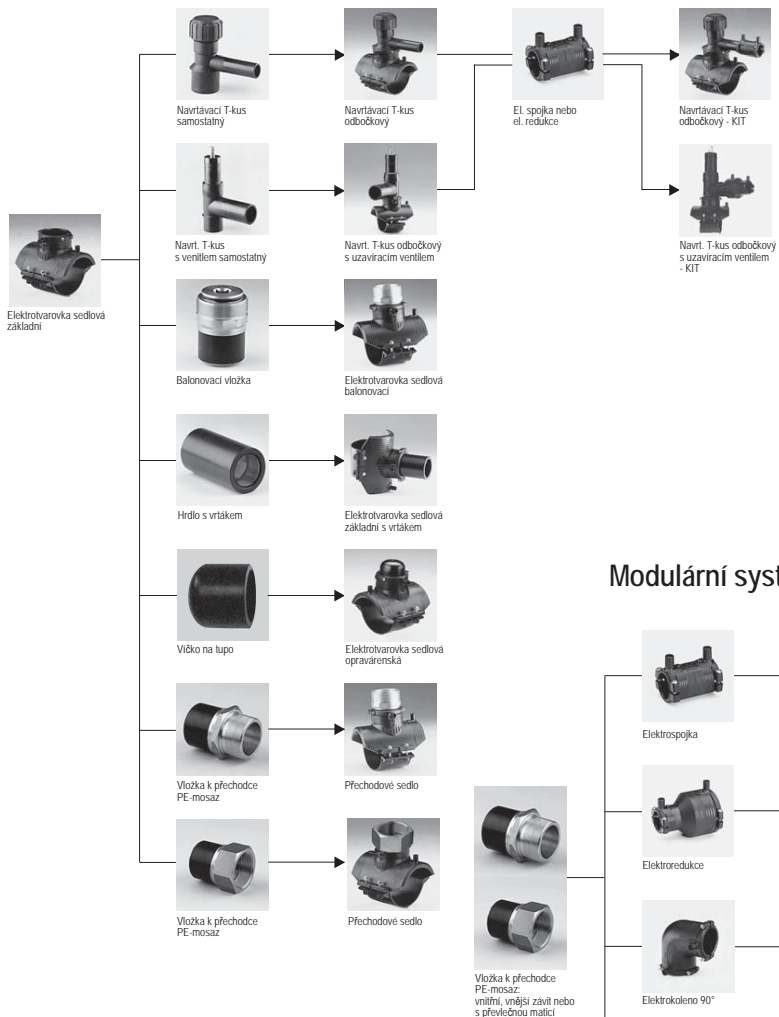 Navrtávací T-kus
samostatný
Navrtávací T-kus
odbočkový
El. spojka nebo
el. redukce
Navrtávací T-kus
odbočkový - KIT
Navrt. T-kus
s venitlem samostatný
Navrt. T-kus odbočkový
s uzavíracím ventilem
Navrt. T-kus odbočkový
s uzavíracím ventilem
- KIT
Elektrotvarovka sedlová
základní
Balonovací vložka
Elektrotvarovka sedlová
balonovací
Hrdlo s vrtákem
Elektrotvarovka sedlová
základní s vrtákem
Víčko na tupo
Elektrotvarovka sedlová
opravárenská
Vložka k přechodce
PE-mosaz
Přechodové sedlo
Vložka k přechodce
PE-mosaz
Přechodové sedlo
Modulární syst
Elektrospojka
Elektroredukce
Vložka k přechodce
PE-mosaz:
vnitřní, vnější závit nebo
s převlečnou maticí
Elektrokoleno 90°